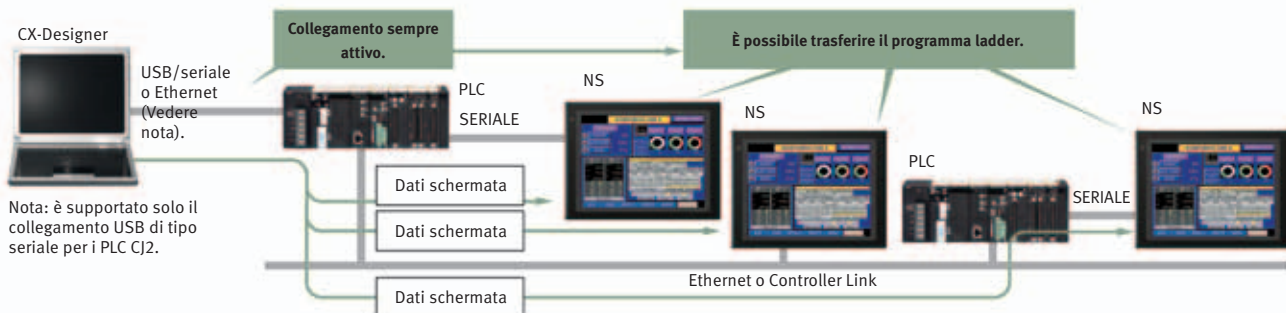 CX-Designer
Collegamento sempre
attivo.
È possibile trasferire il programma ladder.
USB/seriale
o Ethernet
(Vedere
nota).
PLC
SERIALE
NS
NS
NS
PLC
SERIALE
Dati schermata
Dati schermata
Dati schermata
Nota: è supportato solo il
collegamento USB di tipo
seriale per i PLC CJ2.
Ethernet o Controller Link